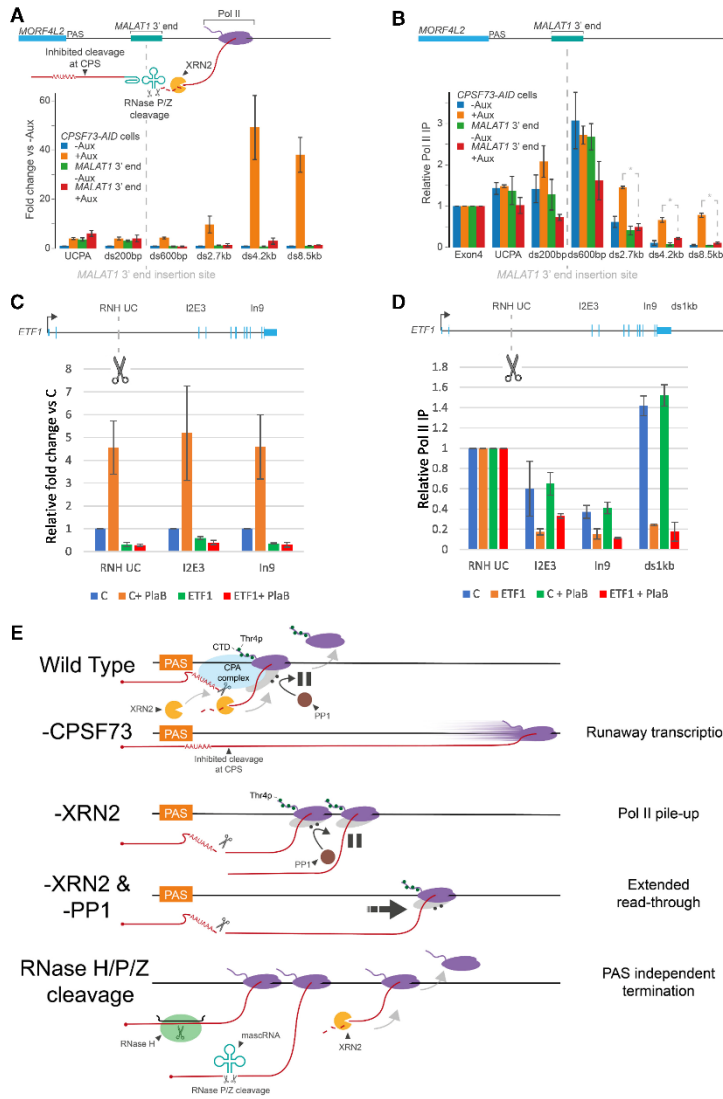 A
MORF4L2 PAS MALAT1 3' end Pol II
Inhibited cleavage
at CPS
XRN2
RNase P/Z
cleavage
Fold change vs -Aux
60
40
20
0
CPSF73-AID cells
-Aux
+Aux
MALAT1 3' end
-Aux
MALAT1 3' end
+Aux
UCPA ds200bp ds600bp ds2.7kb ds4.2kb ds8.5kb
MALAT1 3' end insertion site
B
MORF4L2 PAS MALAT1 3' end
Relative Pol II IP
4
3
2
1
0
CPSF73-AID cells
-Aux
+Aux
MALAT1 3' end
-Aux
MALAT1 3' end
+Aux
* * *
Exon4 UCPA ds200bp ds600bp ds2.7kb ds4.2kb ds8.5kb
MALAT1 3' end insertion site
C
RNH UC I2E3 In9
ETF1
Relative fold change vs C
8
7
6
5
4
3
2
1
0
RNH UC I2E3 In9
C C+ PlaB ETF1 ETF1+ PlaB
D
RNH UC I2E3 In9 ds1kb
ETF1
Relative Pol II IP
1.8
1.6
1.4
1.2
1
0.8
0.6
0.4
0.2
0
RNH UC I2E3 In9 ds1kb
C ETF1 C + PlaB ETF1 + PlaB
E
Wild Type
PAS
CTD Thr4p
CPA
complex
AAUAAA
XRN2
PP1
-CPSF73
PAS
AAUAAA
Inhibited cleavage
at CPS
Runaway transcriptio
-XRN2
PAS
Thr4p
AAUAAA
PP1
Pol II pile-up
-XRN2 &
-PP1
PAS
AAUAAA
Extended
read-through
RNase H/P/Z
cleavage
RNase H
mascRNA
RNase P/Z cleavage
XRN2
PAS independent
termination